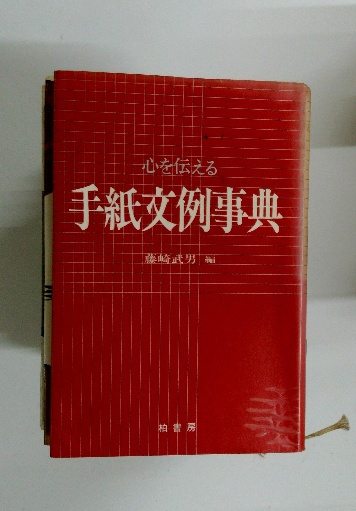 心を伝える
手紙文例事典
藤崎武男 編
柏書房